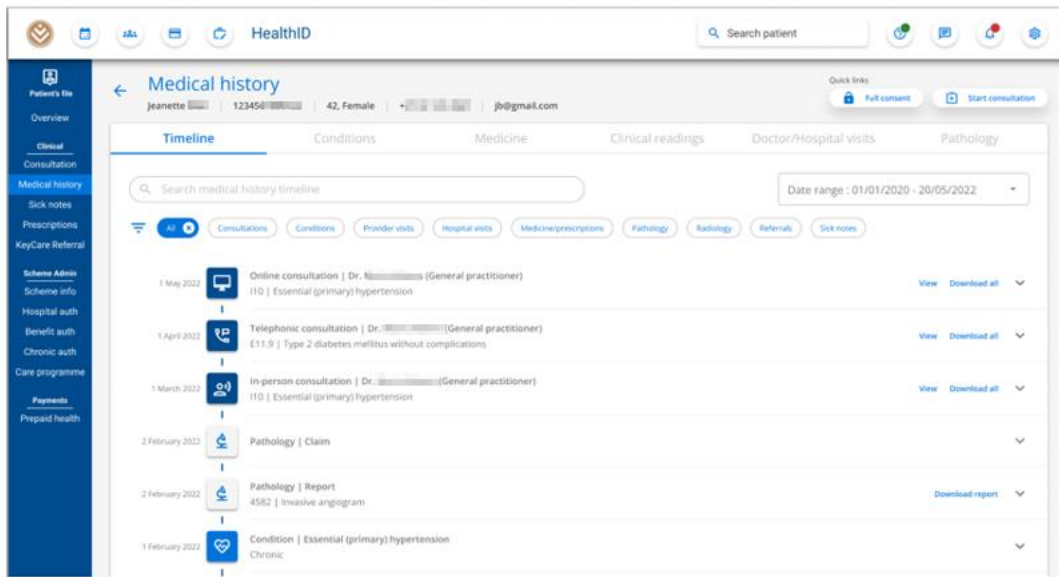 HealthID
Search patient
Patient's file
Overview
Clinical
Consultation
Medical history
Sick notes
Prescriptions
KeyCare Referral
Scheme Admin
Scheme info
Hospital auth
Benefit auth
Chronic auth
Care programme
Payments
Prepaid health
Medical history
Jeanette | 123456 | 42, Female | + | jb@gmail.com
Quick links
Full consent
Start consultation
Timeline
Conditions
Medicine
Clinical readings
Doctor/Hospital visits
Pathology
Search medical history timeline
Date range : 01/01/2020 - 20/05/2022
All
Consultations
Conditions
Provider visits
Hospital visits
Medicine/prescriptions
Pathology
Radiology
Referrals
Sick notes
1 May 2022
Online consultation | Dr. (General practitioner)
I10 | Essential (primary) hypertension
View Download all
1 April 2022
Telephonic consultation | Dr. (General practitioner)
E11.9 | Type 2 diabetes mellitus without complications
View Download all
1 March 2022
In-person consultation | Dr. (General practitioner)
I10 | Essential (primary) hypertension
View Download all
2 February 2022
Pathology | Claim
2 February 2022
Pathology | Report
4582 | Invasive angiogram
Download report
1 February 2022
Condition | Essential (primary) hypertension
Chronic